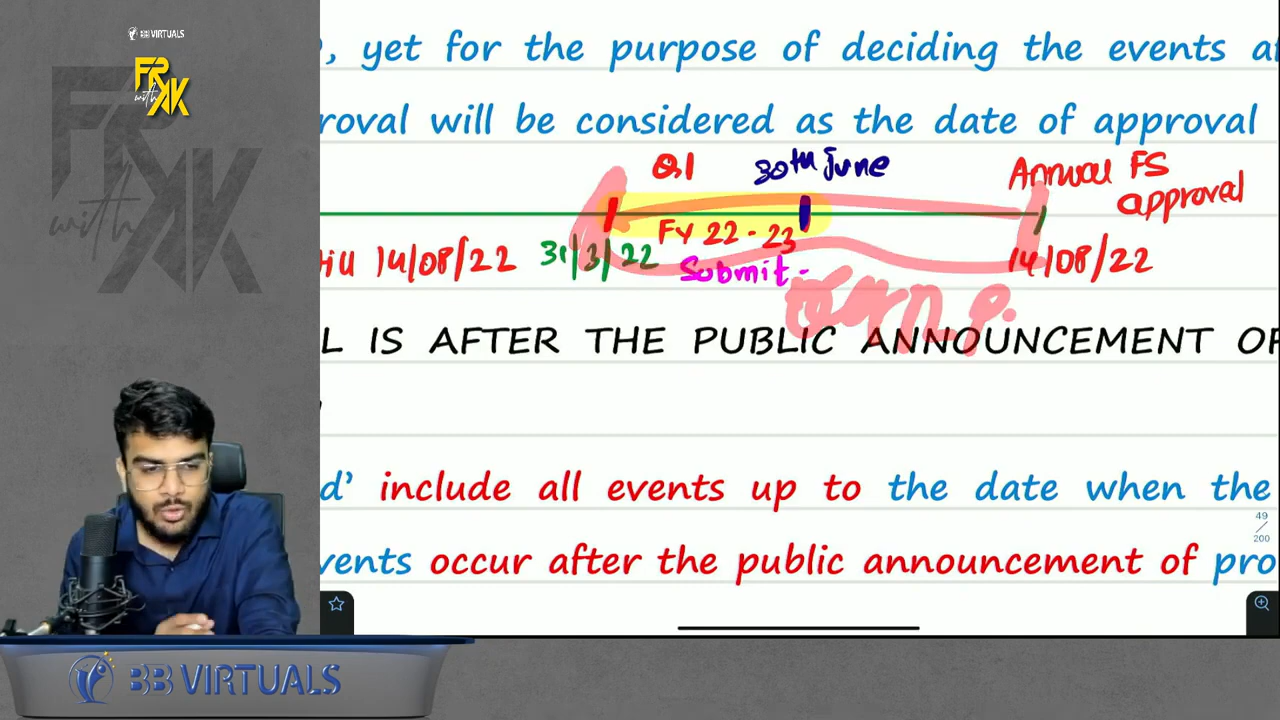 BB VIRTUALS
FR
with AK
FR
with AK
, yet for the purpose of deciding the events a
roval will be considered as the date of approval
Q1 30th June Annual FS approval
FY 22 - 23
14/08/22 31/3/22 Submit - 14/08/22
L IS AFTER THE PUBLIC ANNOUNCEMENT OF
d' include all events up to the date when the
vents occur after the public announcement of pro
49
/
200
BB VIRTUALS